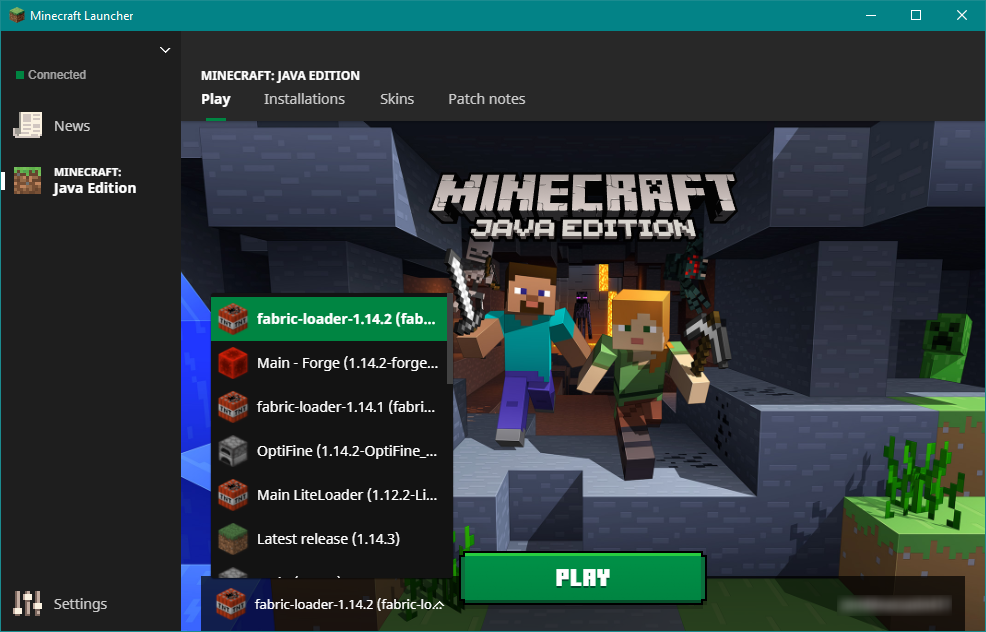 Minecraft Launcher
Connected
News
MINECRAFT:
Java Edition
Settings
MINECRAFT: JAVA EDITION
Play Installations Skins Patch notes
MINECRAFT
JAVA EDITION
fabric-loader-1.14.2 (fab...
Main - Forge (1.14.2-forge...
fabric-loader-1.14.1 (fabri...
OptiFine (1.14.2-OptiFine_...
Main LiteLoader (1.12.2-Li...
Latest release (1.14.3)
fabric-loader-1.14.2 (fabric-lo...
PLAY